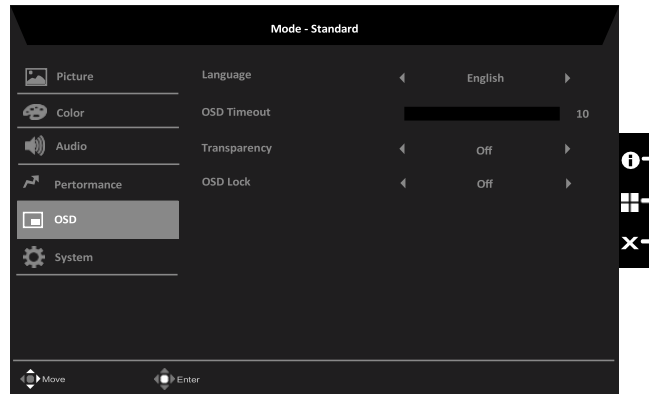 Mode - Standard
Picture
Color
Audio
Pertormance
OSD
System
Language
English
OSD Timeout
10
Transparency
Off
OSD Lock
Off
Move
Enter